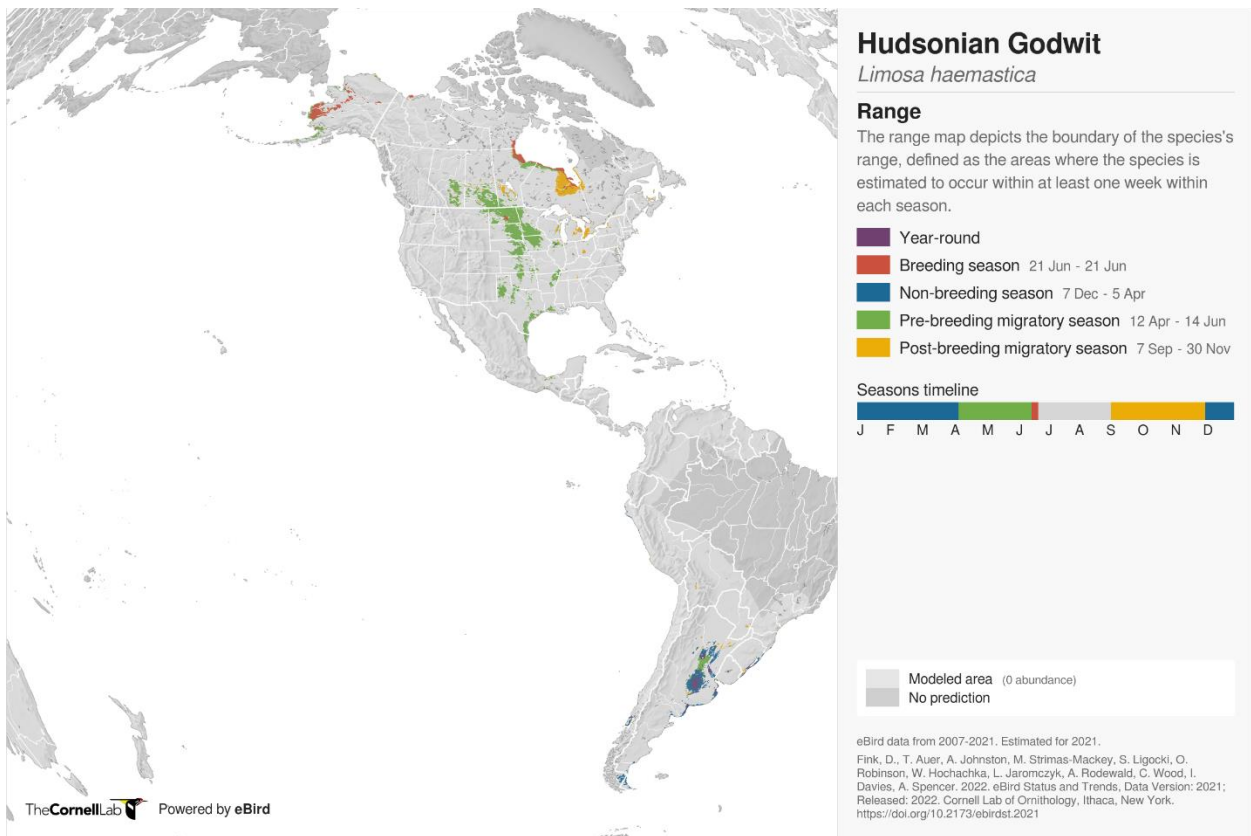 Hudsonian Godwit
Limosa haemastica
Range
The range map depicts the boundary of the species's
range, defined as the areas where the species is
estimated to occur within at least one week within
each season.
Year-round
Breeding season 21 Jun - 21 Jun
Non-breeding season 7 Dec - 5 Apr
Pre-breeding migratory season 12 Apr - 14 Jun
Post-breeding migratory season 7 Sep - 30 Nov
Seasons timeline
J F M A M J J A S O N D
Modeled area (0 abundance)
No prediction
eBird data from 2007-2021. Estimated for 2021.
Fink, D., T. Auer, A. Johnston, M. Strimas-Mackey, S. Ligocki, O.
Robinson, W. Hochachka, L. Jaromczyk, A. Rodewald, C. Wood, I.
Davies, A. Spencer. 2022. eBird Status and Trends, Data Version: 2021;
Released: 2022. Cornell Lab of Ornithology, Ithaca, New York.
https://doi.org/10.2173/ebirdst.2021
TheCornellLab Powered by eBird